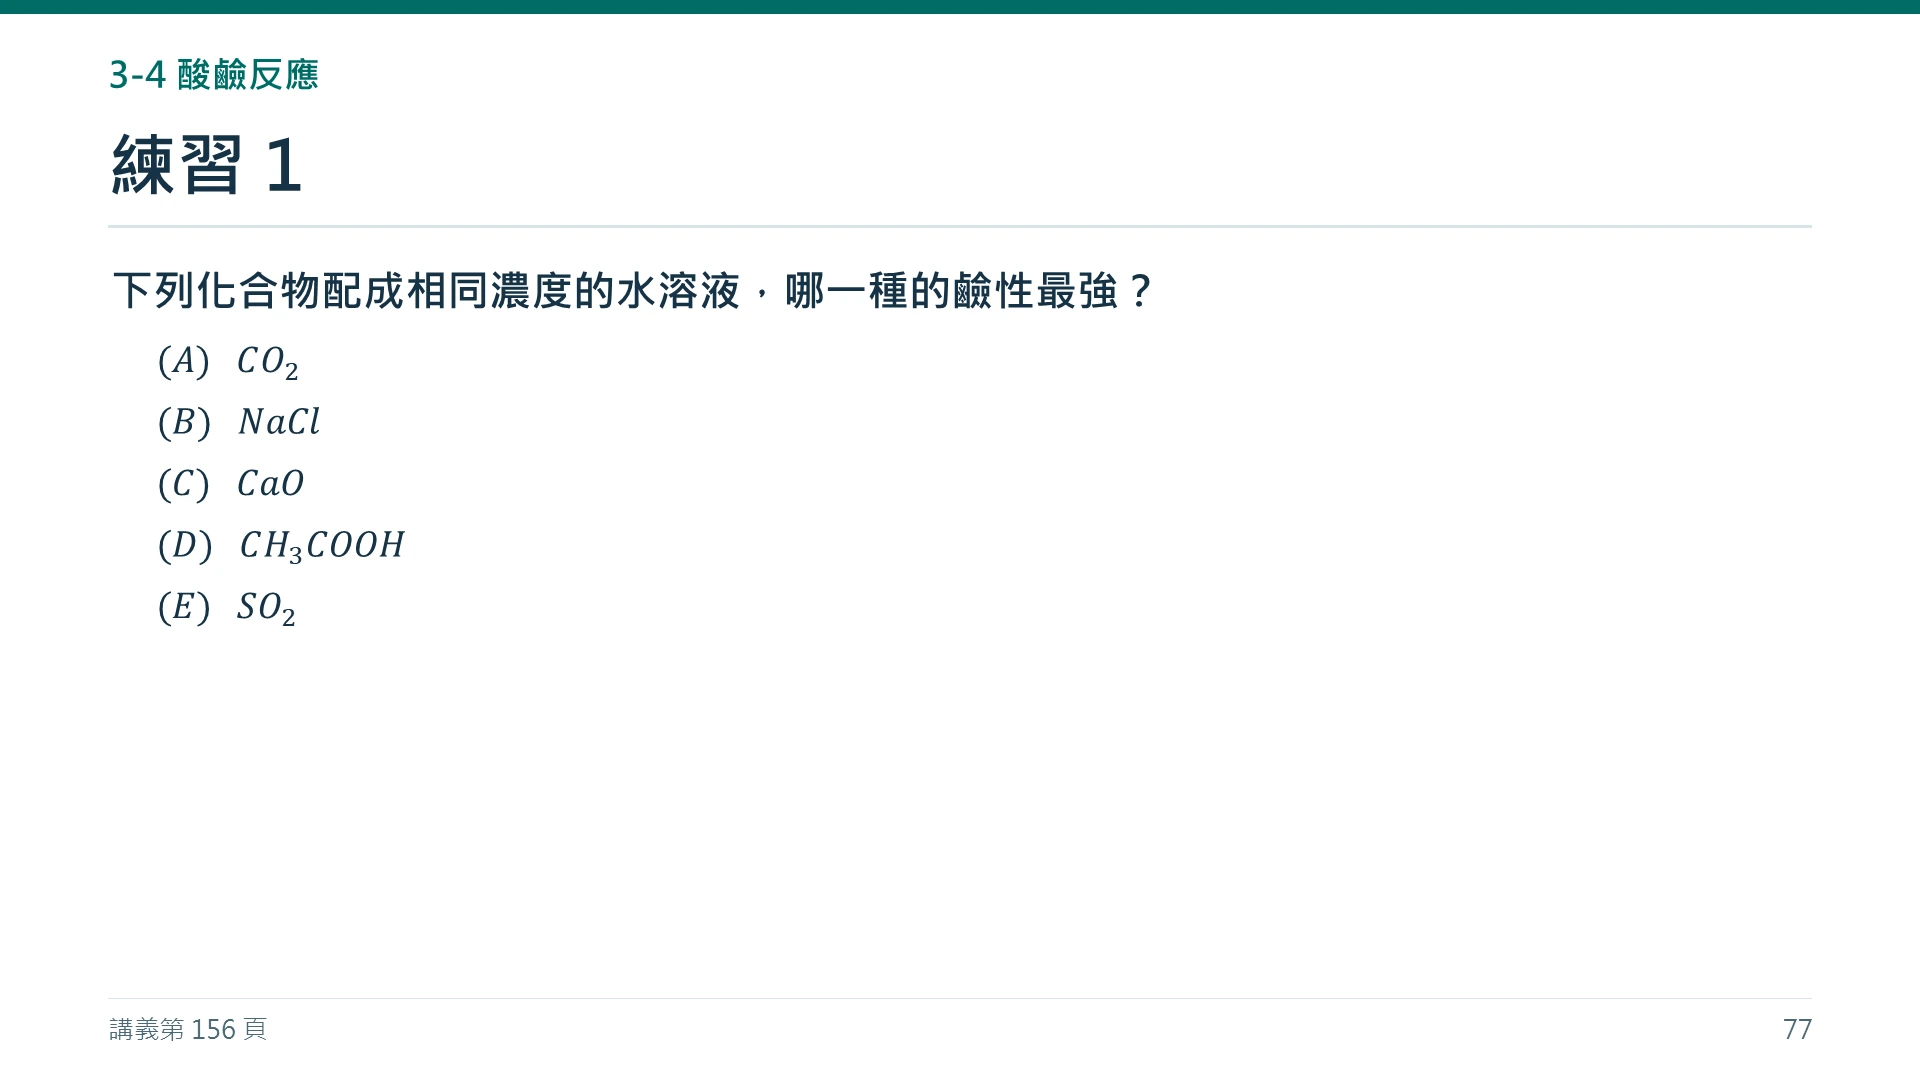 3-4 酸鹼反應
練習 1
下列化合物配成相同濃度的水溶液，哪一種的鹼性最強？
(A) CO₂
(B) NaCl
(C) CaO
(D) CH₃COOH
(E) SO₂
講義第 156 頁
77